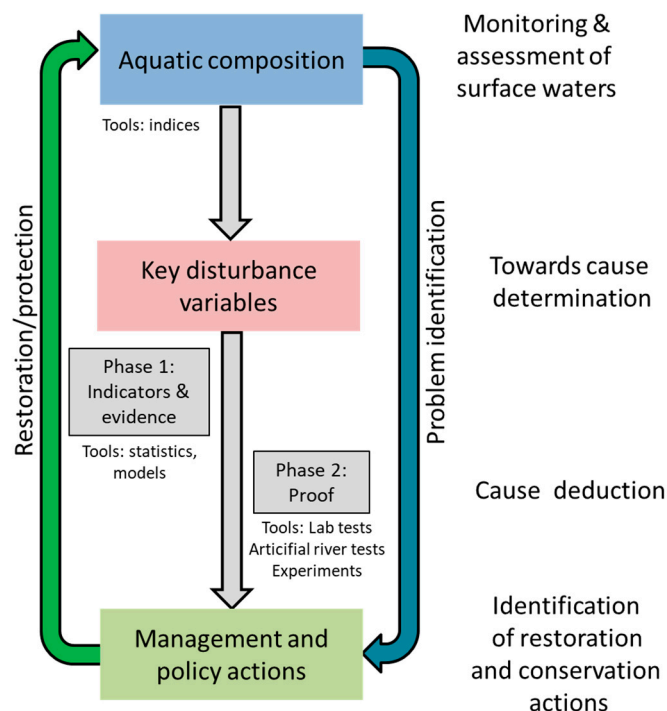 Aquatic composition
Monitoring &
assessment of
surface waters
Tools: indices
Restoration/protection
Problem identification
Key disturbance
variables
Towards cause
determination
Phase 1:
Indicators &
evidence
Tools: statistics,
models
Phase 2:
Proof
Cause deduction
Tools: Lab tests
Articifial river tests
Experiments
Management and
policy actions
Identification
of restoration
and conservation
actions